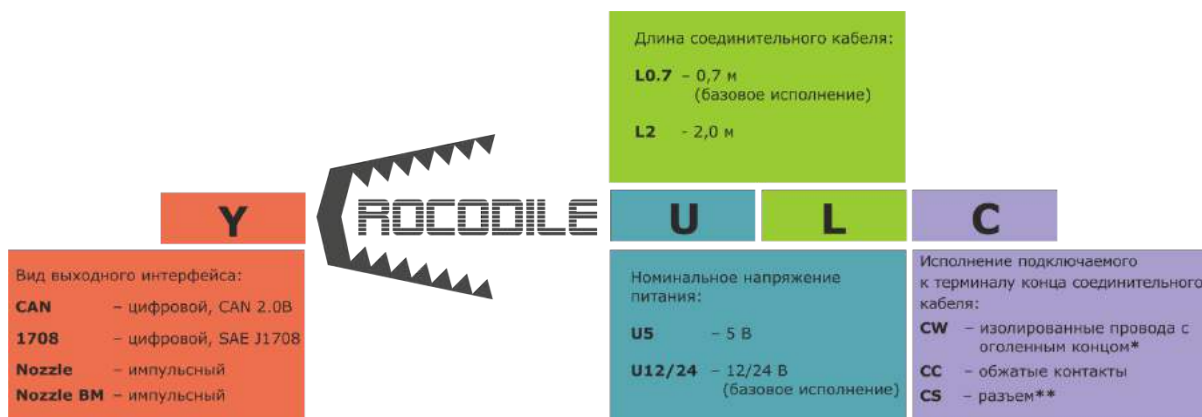 Длина соединительного кабеля:
L0.7 – 0,7 м
(базовое исполнение)
L2 - 2,0 м
Y
CROCODILE
U
L
C
Вид выходного интерфейса:
CAN – цифровой, CAN 2.0В
1708 – цифровой, SAE J1708
Nozzle – импульсный
Nozzle BM – импульсный
Номинальное напряжение
питания:
U5 – 5 В
U12/24 – 12/24 В
(базовое исполнение)
Исполнение подключаемого
к терминалу конца соединительного
кабеля:
CW – изолированные провода с
оголенным концом*
CC – обжатые контакты
CS – разъем**